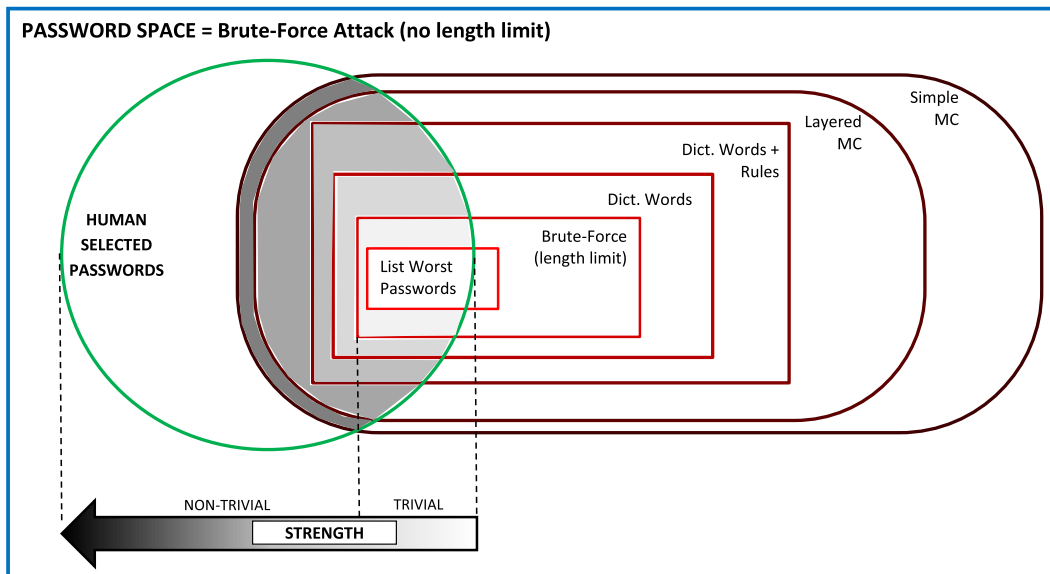 PASSWORD SPACE = Brute-Force Attack (no length limit)
Simple
MC
Layered
MC
Dict. Words +
Rules
Dict. Words
Brute-Force
(length limit)
List Worst
Passwords
HUMAN
SELECTED
PASSWORDS
NON-TRIVIAL
TRIVIAL
STRENGTH